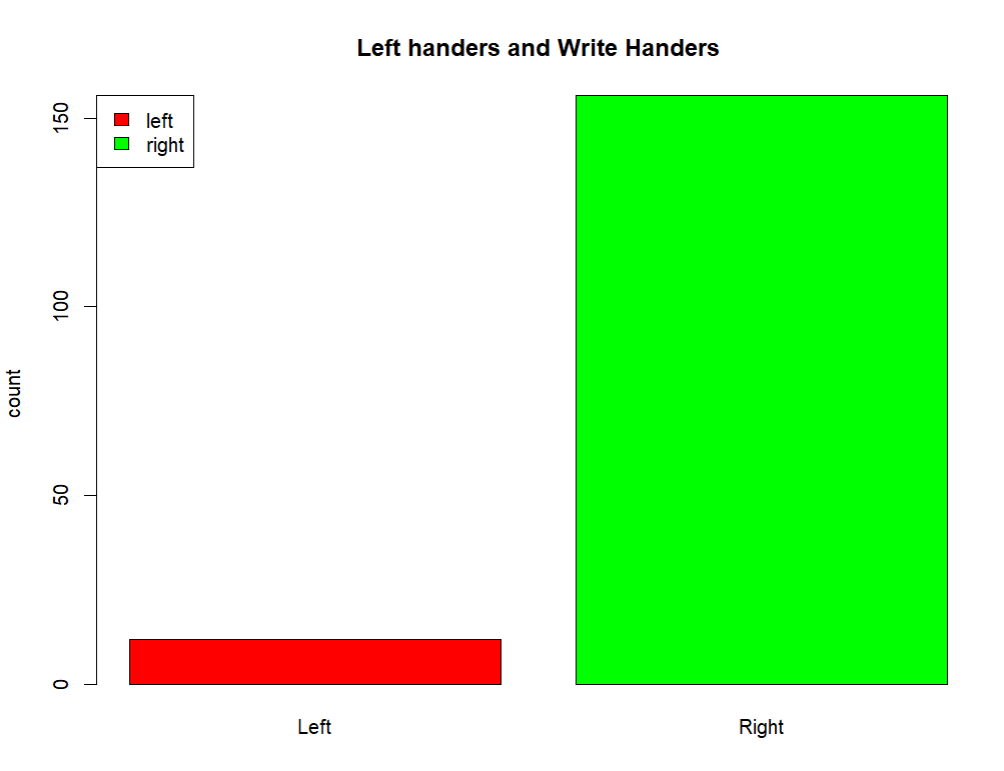 Left handers and Write Handers
left
right
150
100
50
0
count
Left
Right